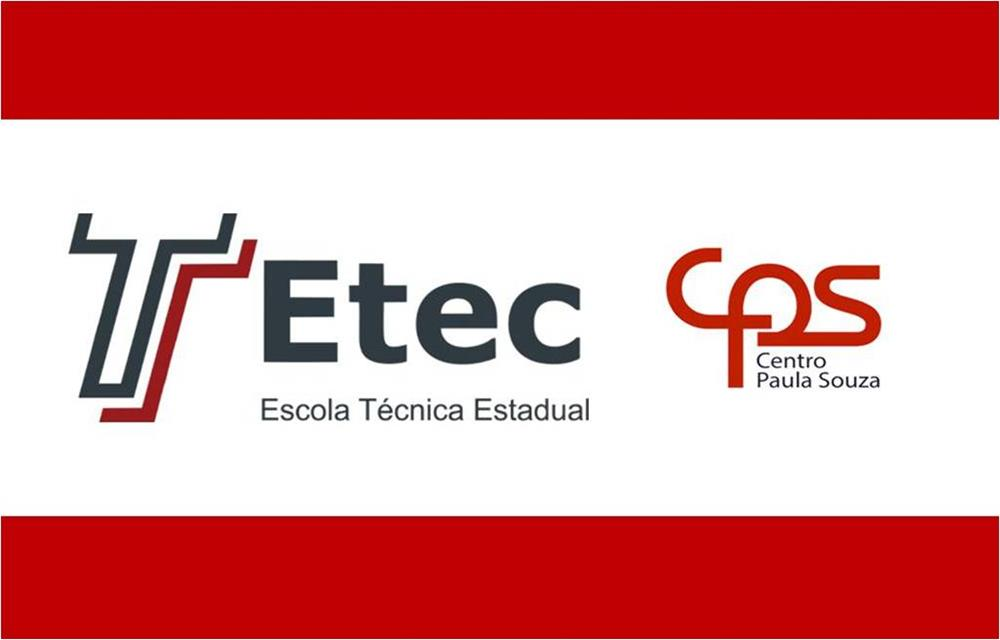 Etec
Escola Técnica Estadual
cps
Centro
Paula Souza